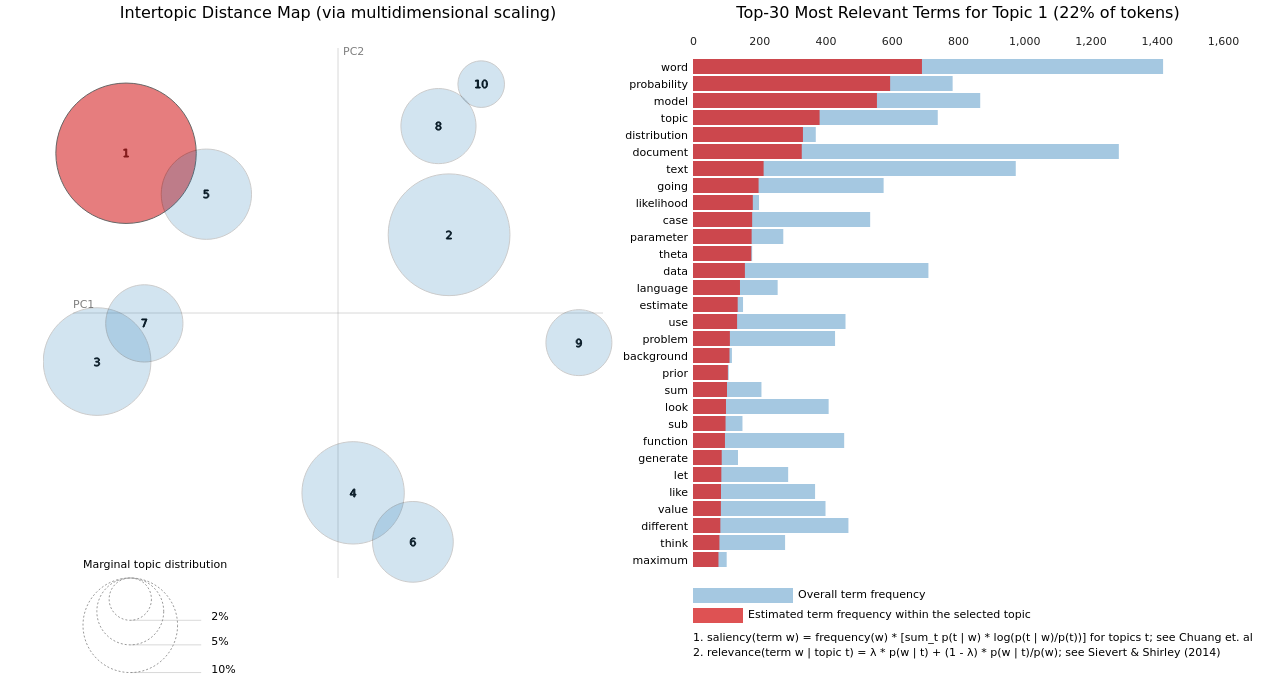 Intertopic Distance Map (via multidimensional scaling)
PC2
PC1
1
5
10
8
2
7
3
9
4
6
Marginal topic distribution
2%
5%
10%
Top-30 Most Relevant Terms for Topic 1 (22% of tokens)
0 200 400 600 800 1,000 1,200 1,400 1,600
word
probability
model
topic
distribution
document
text
going
likelihood
case
parameter
theta
data
language
estimate
use
problem
background
prior
sum
look
sub
function
generate
let
like
value
different
think
maximum
Overall term frequency
Estimated term frequency within the selected topic
1. saliency(term w) = frequency(w) * [sum_t p(t | w) * log(p(t | w)/p(t))] for topics t; see Chuang et. al
2. relevance(term w | topic t) = λ * p(w | t) + (1 - λ) * p(w | t)/p(w); see Sievert & Shirley (2014)